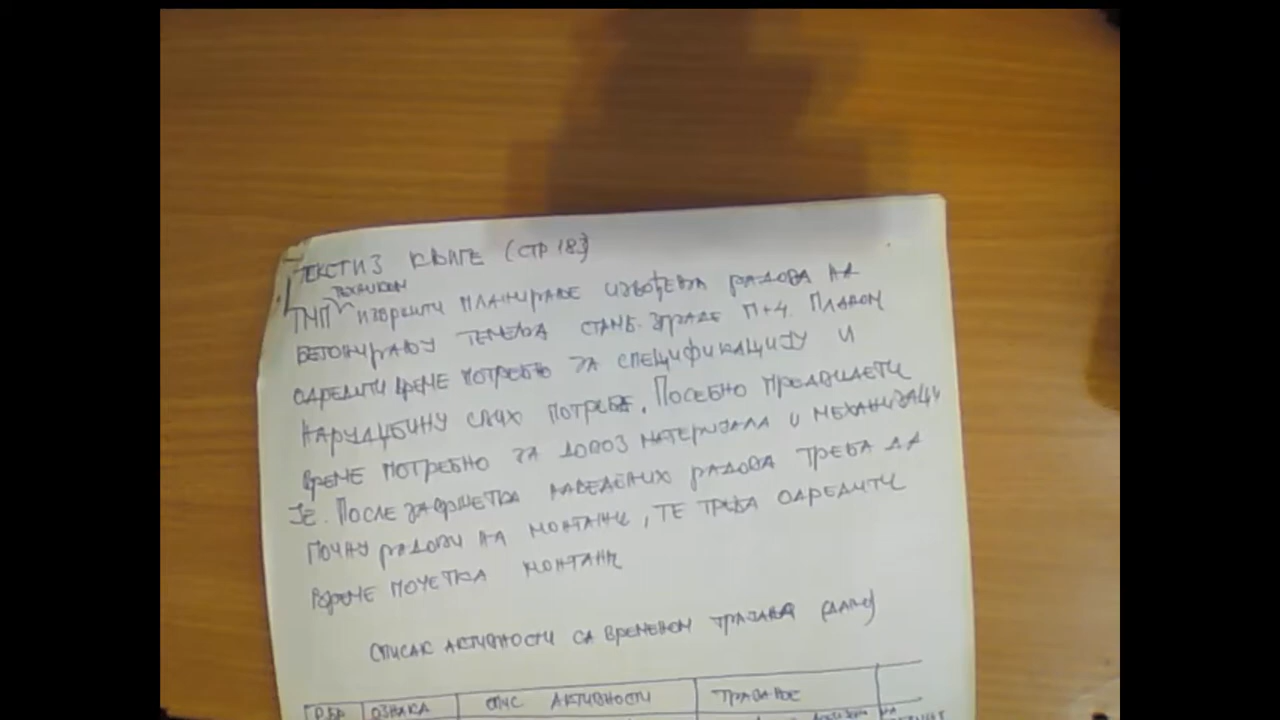 ТЕКСТ ИЗ КЊИГЕ (СТР 183)
ТЕХНИКОМ
ТМП ИЗВРШИТИ ПЛАНИРАЊЕ ИЗВОЂЕЊА РАДОВА НА
БЕТОНИРАЊУ ТЕМЕЉА СТАМБ. ЗГРАДЕ П+4. ПЛАНОМ
ОДРЕДИТИ ВРЕМЕ ПОТРЕБНО ЗА СПЕЦИФИКАЦИЈУ И
НАРУЏБИНУ СВИХ ПОТРЕБА. ПОСЕБНО ПРЕДВИДЕТИ
ВРЕМЕ ПОТРЕБНО ЗА ДОВОЗ МАТЕРИЈАЛА И МЕХАНИЗАЦИ
ЈЕ. ПОСЛЕ ЗАВРШЕТКА НАВЕДЕНИХ РАДОВА ТРЕБА ДА
ПОЧНУ РАДОВИ НА МОНТАЖИ, ТЕ ТРЕБА ОДРЕДИТИ
ВРЕМЕ ПОЧЕТКА МОНТАЖЕ
СПИСАК АКТИВНОСТИ СА ВРЕМЕНОМ ТРАЈАЊА (ДАНИ)
Р.БР ОЗНАКА ОПИС АКТИВНОСТИ ТРАЈАЊЕ